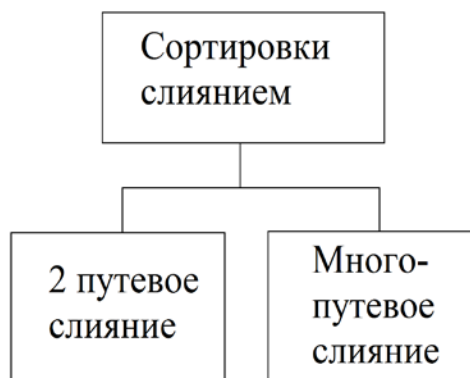 Сортировки
слиянием
2 путевое
слияние
Много-
путевое
слияние